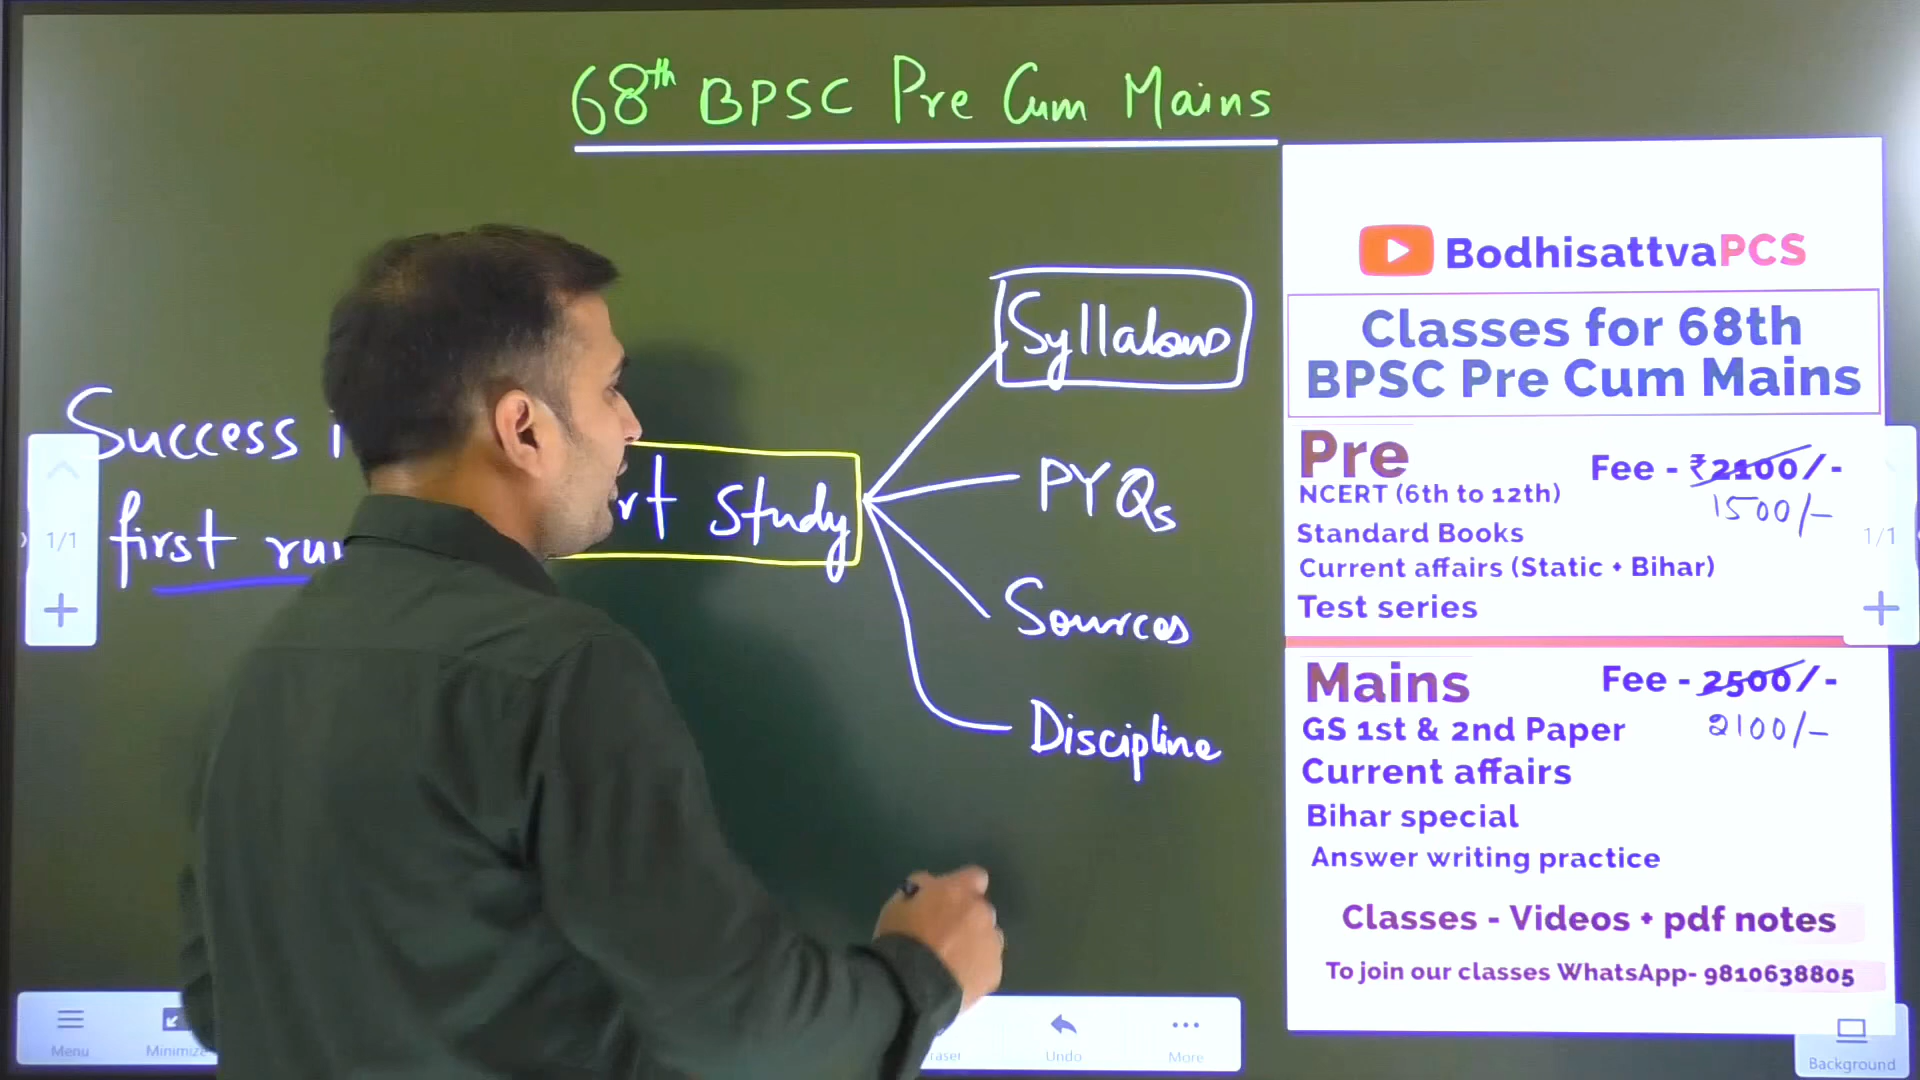 68th BPSC Pre Cum Mains
Success
first
Study
Syllabus
PYQs
Sources
Discipline
BodhisattvaPCS
Classes for 68th
BPSC Pre Cum Mains
Pre
Fee - ₹2100/-
1500/-
NCERT (6th to 12th)
Standard Books
Current affairs (Static + Bihar)
Test series
Mains
Fee - 2500/-
2100/-
GS 1st & 2nd Paper
Current affairs
Bihar special
Answer writing practice
Classes - Videos + pdf notes
To join our classes WhatsApp- 9810638805
1/1
1/1
Menu
Minimize
Undo
More
Background